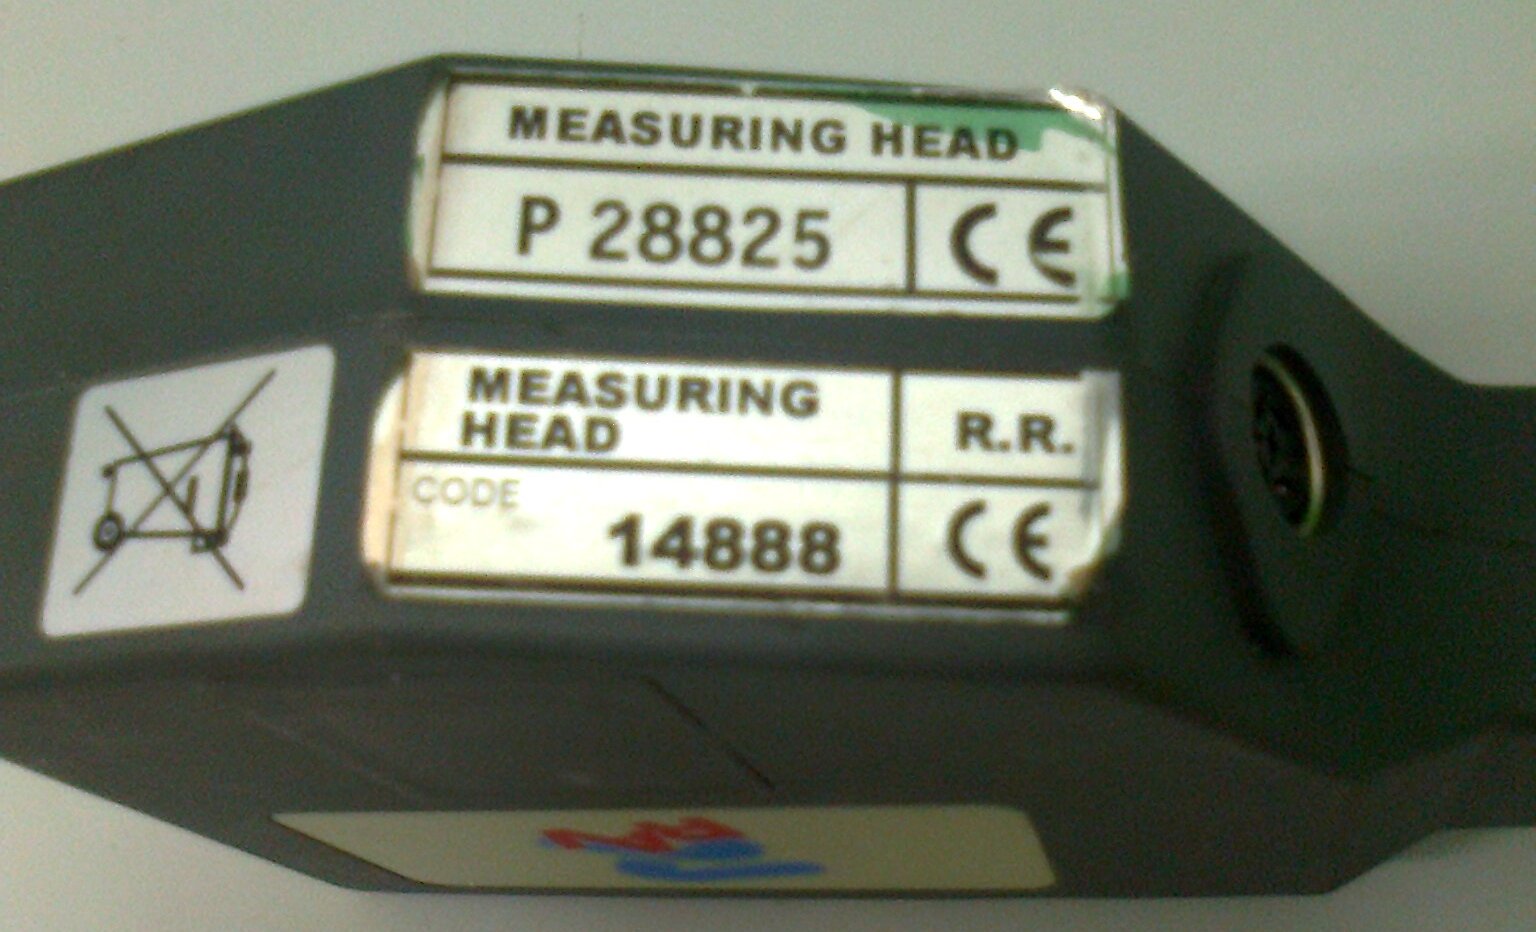 MEASURING HEAD
P 28825 CE
MEASURING
HEAD
R.R.
CODE
14888
CE